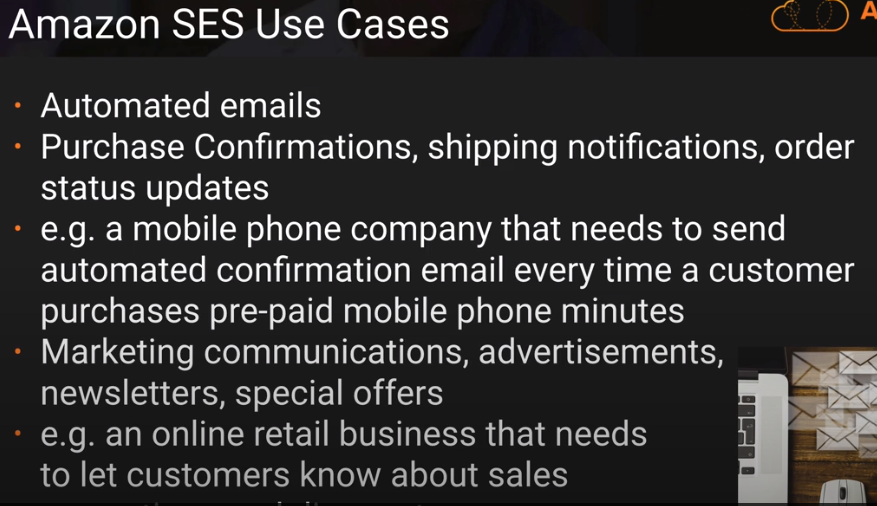 Amazon SES Use Cases
A
• Automated emails
• Purchase Confirmations, shipping notifications, order
status updates
• e.g. a mobile phone company that needs to send
automated confirmation email every time a customer
purchases pre-paid mobile phone minutes
• Marketing communications, advertisements,
newsletters, special offers
• e.g. an online retail business that needs
to let customers know about sales